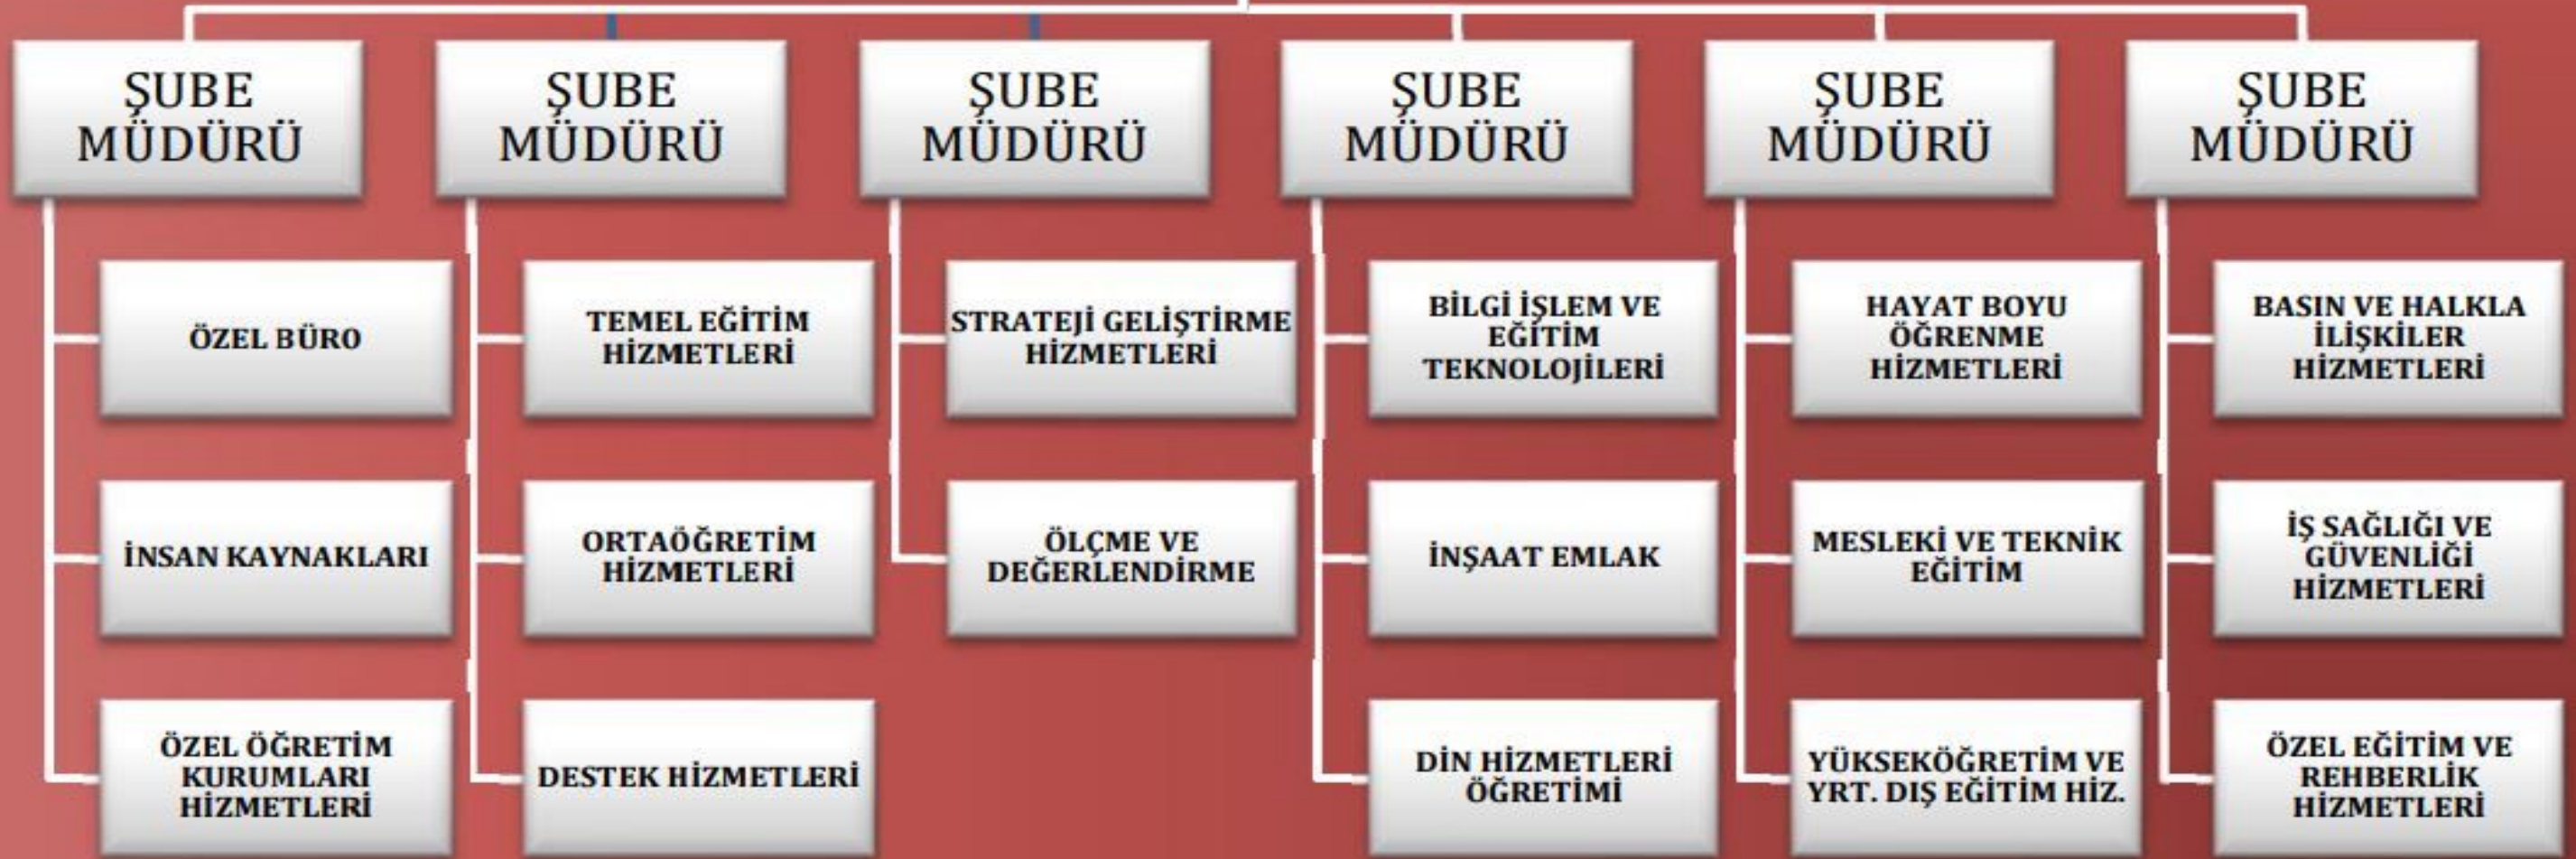 ŞUBE
MÜDÜRÜ
ÖZEL BÜRO
İNSAN KAYNAKLARI
ÖZEL ÖĞRETİM
KURUMLARI
HİZMETLERİ
ŞUBE
MÜDÜRÜ
TEMEL EĞİTİM
HİZMETLERİ
ORTAÖĞRETİM
HİZMETLERİ
DESTEK HİZMETLERİ
ŞUBE
MÜDÜRÜ
STRATEJİ GELİŞTİRME
HİZMETLERİ
ÖLÇME VE
DEĞERLENDİRME
ŞUBE
MÜDÜRÜ
BİLGİ İŞLEM VE
EĞİTİM
TEKNOLOJİLERİ
İNŞAAT EMLAK
DİN HİZMETLERİ
ÖĞRETİMİ
ŞUBE
MÜDÜRÜ
HAYAT BOYU
ÖĞRENME
HİZMETLERİ
MESLEKİ VE TEKNİK
EĞİTİM
YÜKSEKÖĞRETİM VE
YRT. DIŞ EĞİTİM HİZ.
ŞUBE
MÜDÜRÜ
BASIN VE HALKLA
İLİŞKİLER
HİZMETLERİ
İŞ SAĞLIĞI VE
GÜVENLİĞİ
HİZMETLERİ
ÖZEL EĞİTİM VE
REHBERLİK
HİZMETLERİ